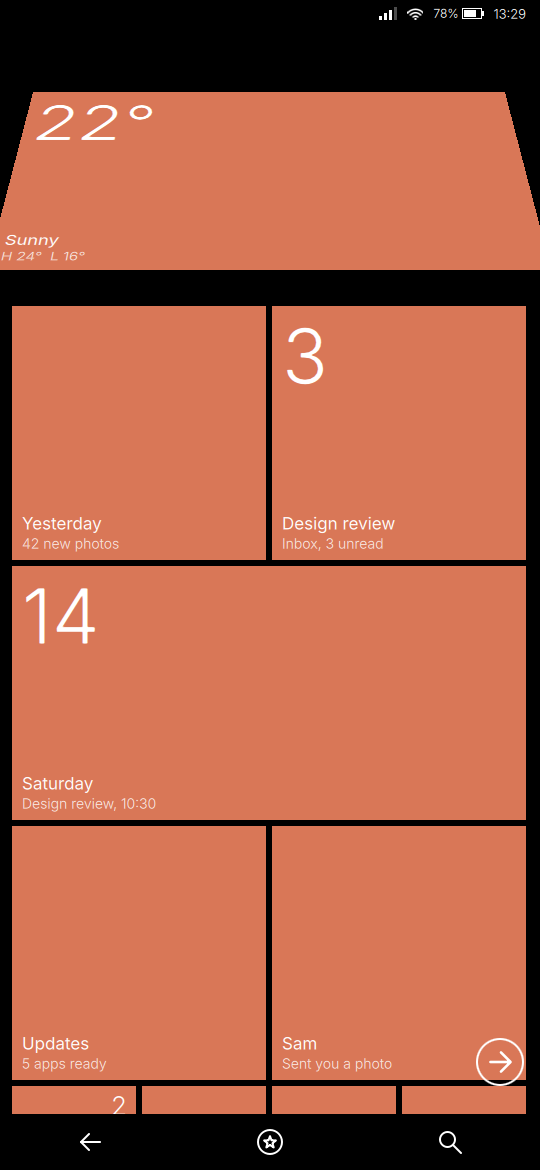 78% 13:29
22°
Sunny
H 24° L 16°
3
Yesterday
42 new photos
Design review
Inbox, 3 unread
14
Saturday
Design review, 10:30
Updates
5 apps ready
Sam
Sent you a photo
2